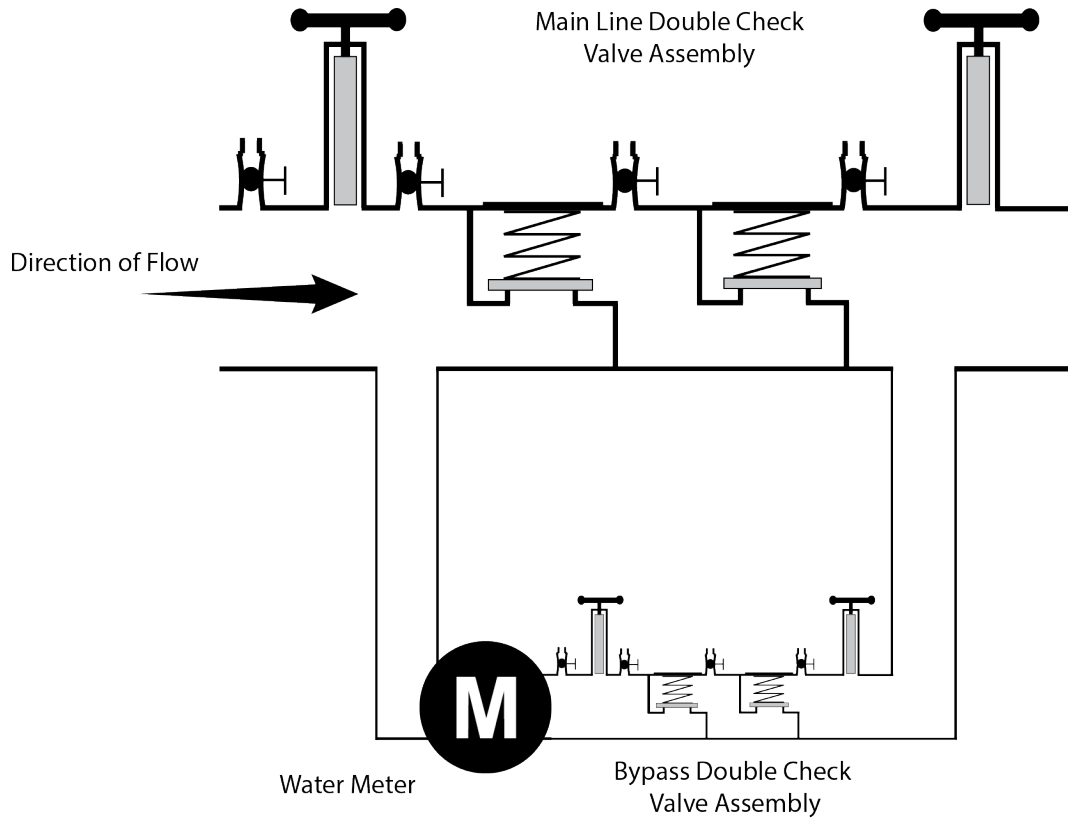 Main Line Double Check
Valve Assembly
Direction of Flow
M
Water Meter
Bypass Double Check
Valve Assembly